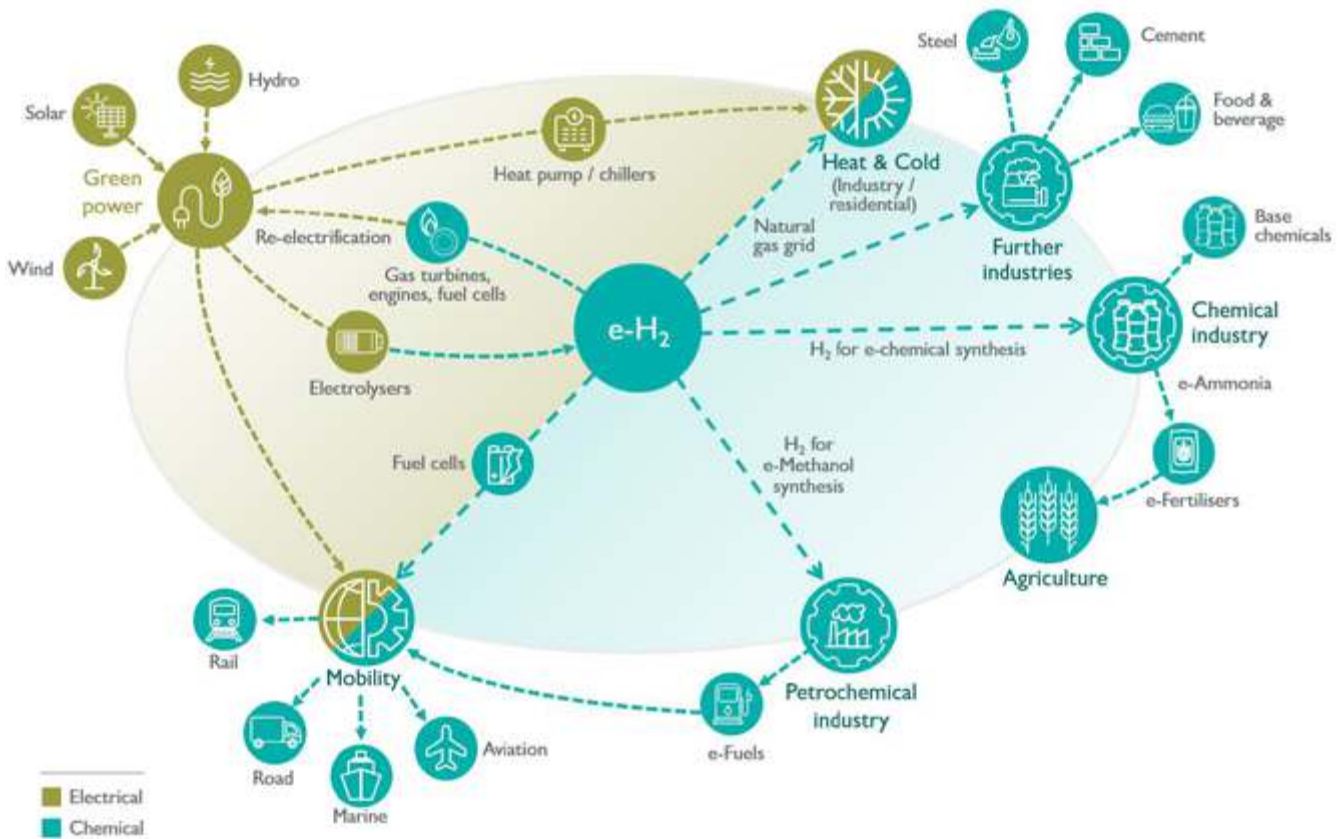 Steel
Cement
Hydro
Solar
Food &
beverage
Heat & Cold
(Industry /
residential)
Heat pump / chillers
Green
power
Natural
gas grid
Base
chemicals
Re-electrification
Wind
Further
industries
Gas turbines,
engines, fuel cells
Chemical
industry
e-H₂
H₂ for e-chemical synthesis
Electrolysers
e-Ammonia
H₂ for
e-Methanol
synthesis
Fuel cells
e-Fertilisers
Agriculture
Rail
Mobility
Petrochemical
industry
Aviation
e-Fuels
Road
Marine
Electrical
Chemical